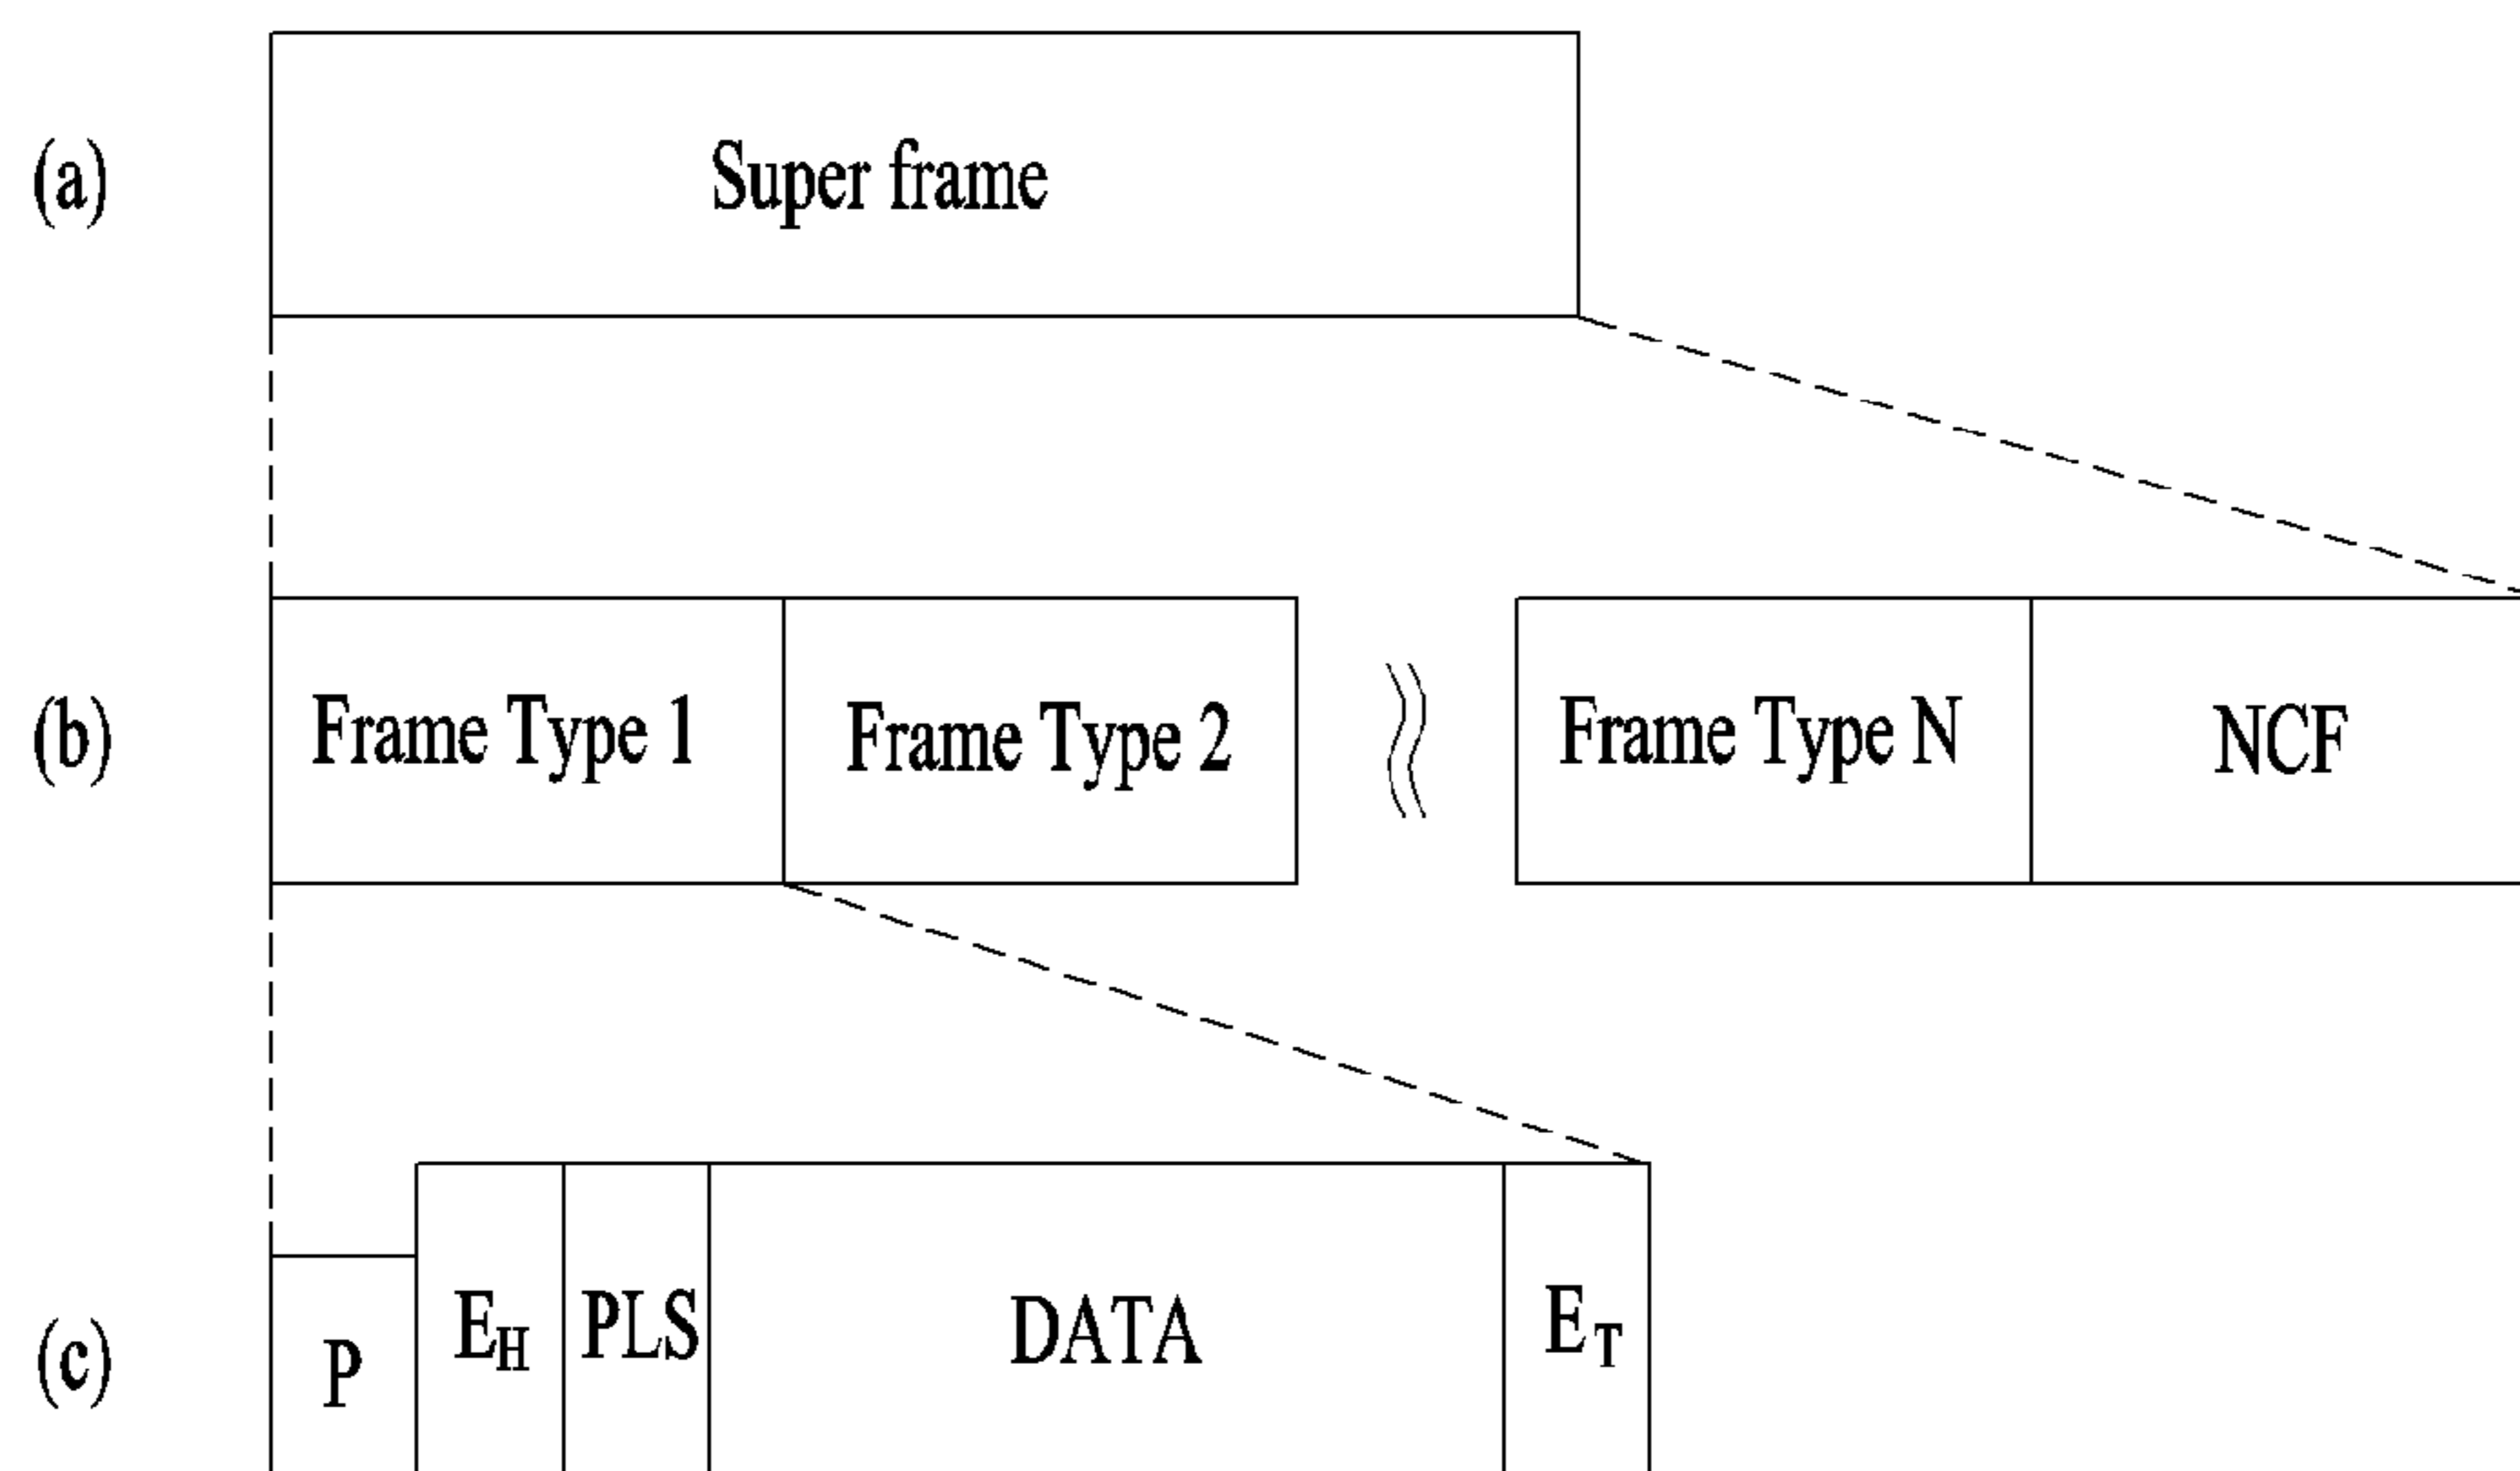 (a) Super frame
(b) Frame Type 1 Frame Type 2 Frame Type N NCF
(c) P EH PLS DATA ET